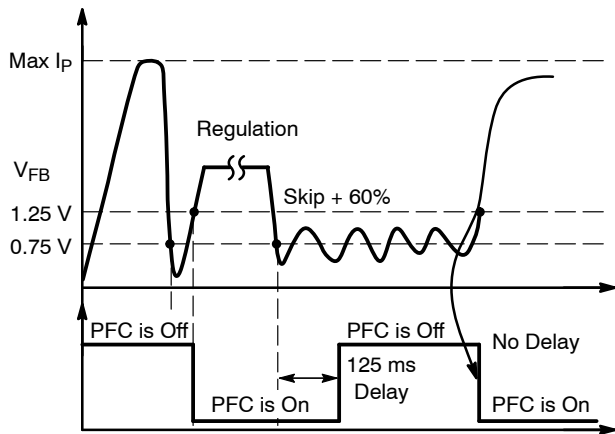 Max IP
Regulation
VFB
Skip + 60%
1.25 V
0.75 V
PFC is Off
PFC is Off
No Delay
125 ms
Delay
PFC is On
PFC is On